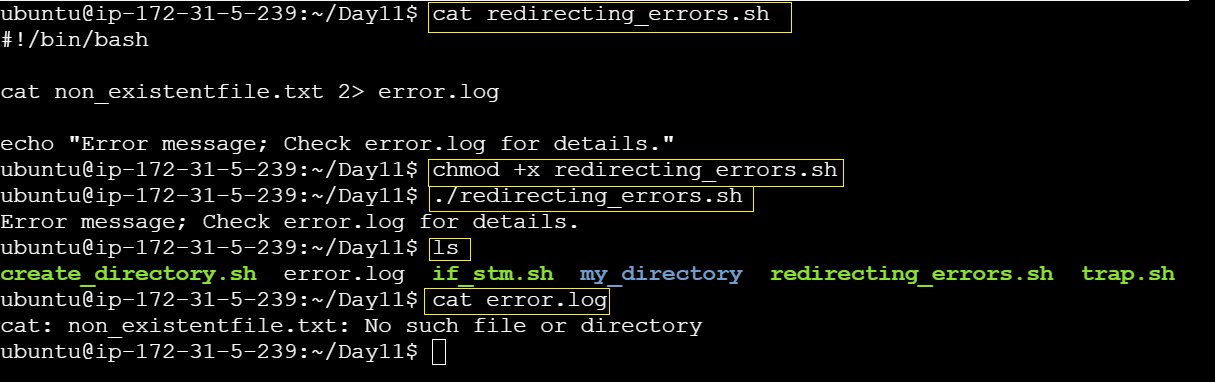 ubuntu@ip-172-31-5-239:~/Day11$ cat redirecting_errors.sh
#!/bin/bash
cat non_existentfile.txt 2> error.log
echo "Error message; Check error.log for details."
ubuntu@ip-172-31-5-239:~/Day11$ chmod +x redirecting_errors.sh
ubuntu@ip-172-31-5-239:~/Day11$ ./redirecting_errors.sh
Error message; Check error.log for details.
ubuntu@ip-172-31-5-239:~/Day11$ ls
create_directory.sh error.log if_stm.sh my_directory redirecting_errors.sh trap.sh
ubuntu@ip-172-31-5-239:~/Day11$ cat error.log
cat: non_existentfile.txt: No such file or directory
ubuntu@ip-172-31-5-239:~/Day11$